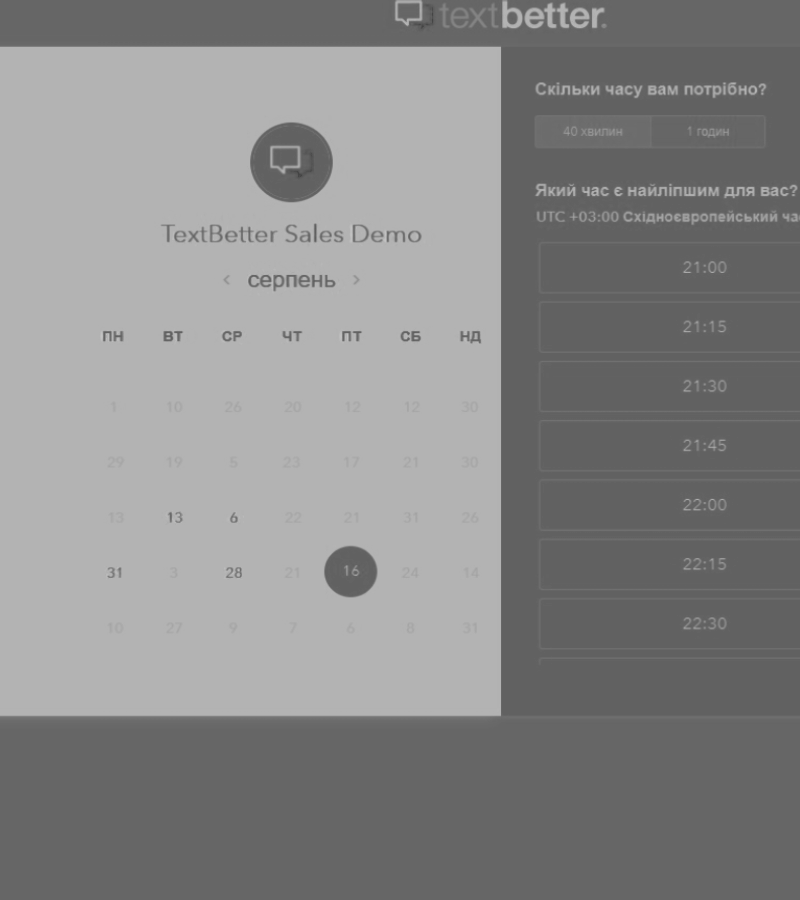 textbetter.
TextBetter Sales Demo
< серпень >
ПН ВТ СР ЧТ ПТ СБ НД
1 10 26 20 12 12 30
29 19 5 23 17 21 30
13 13 6 22 21 31 26
31 3 28 21 16 24 14
10 27 9 7 6 8 31
Скільки часу вам потрібно?
40 хвилин 1 годин
Який час є найліпшим для вас?
UTC +03:00 Східноєвропейський ча
21:00
21:15
21:30
21:45
22:00
22:15
22:30